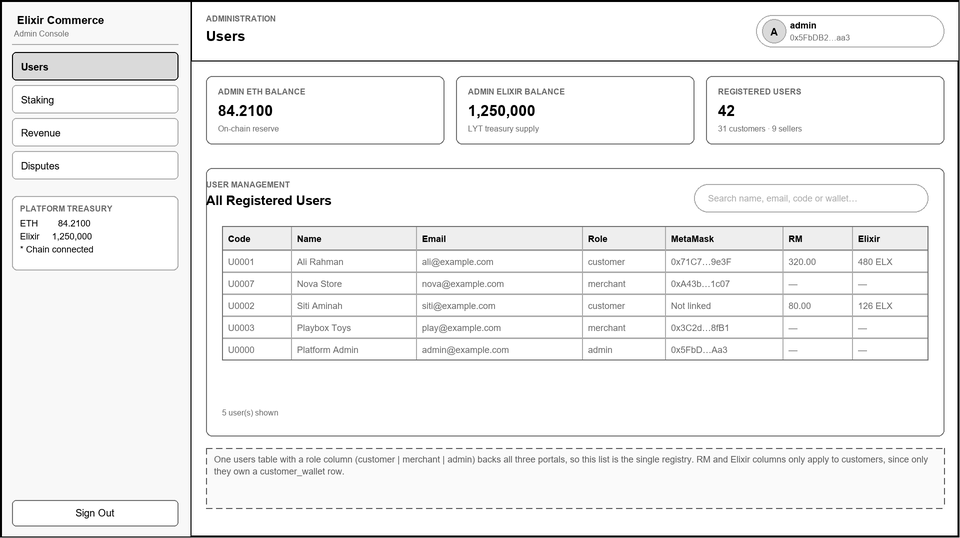 Elixir Commerce
Admin Console
Users
Staking
Revenue
Disputes
PLATFORM TREASURY
ETH 84.2100
Elixir 1,250,000
* Chain connected
Sign Out
ADMINISTRATION
Users
A
admin
0x5FbDB2...aa3
ADMIN ETH BALANCE
84.2100
On-chain reserve
ADMIN ELIXIR BALANCE
1,250,000
LYT treasury supply
REGISTERED USERS
42
31 customers · 9 sellers
USER MANAGEMENT
All Registered Users
Search name, email, code or wallet...
Code Name Email Role MetaMask RM Elixir
U0001 Ali Rahman ali@example.com customer 0x71C7...9e3F 320.00 480 ELX
U0007 Nova Store nova@example.com merchant 0xA43b...1c07 — —
U0002 Siti Aminah siti@example.com customer Not linked 80.00 126 ELX
U0003 Playbox Toys play@example.com merchant 0x3C2d...8fB1 — —
U0000 Platform Admin admin@example.com admin 0x5FbD...Aa3 — —
5 user(s) shown
One users table with a role column (customer | merchant | admin) backs all three portals, so this list is the single registry. RM and Elixir columns only apply to customers, since only
they own a customer_wallet row.